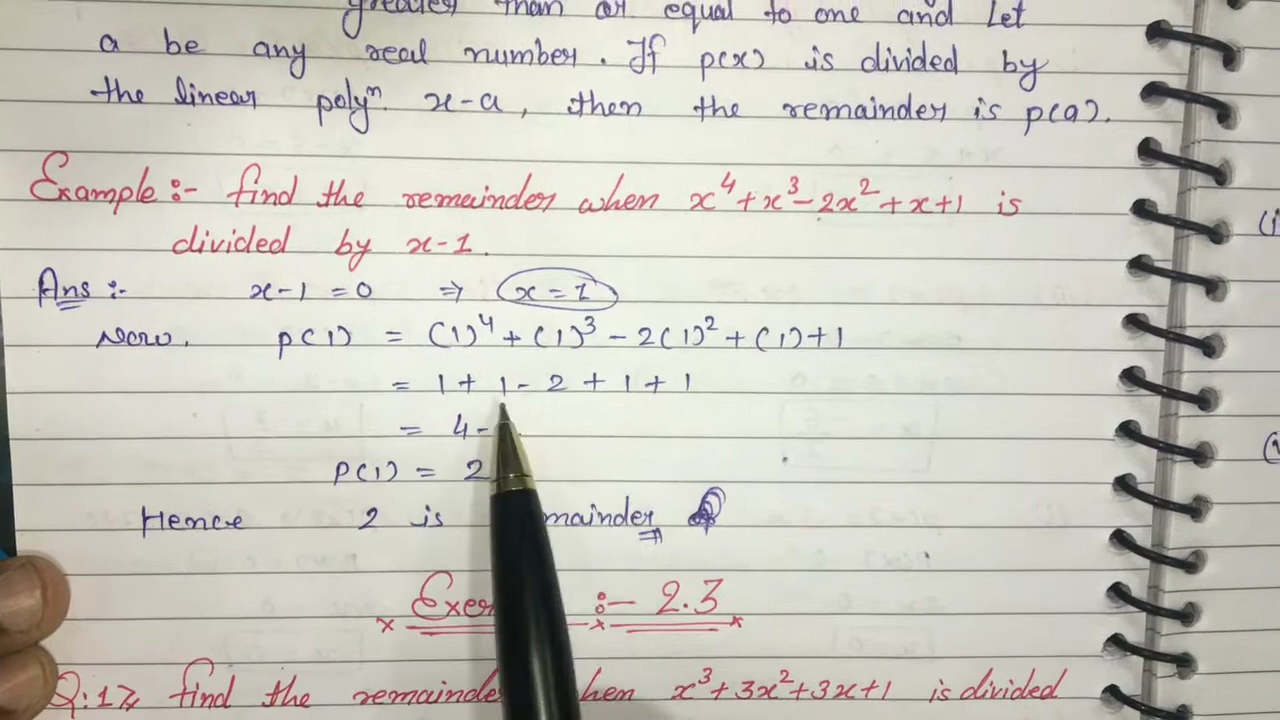 greater than or equal to one and Let
a be any real number. If p(x) is divided by
the linear polyⁿ. x-a, then the remainder is p(a).
Example:- find the remainder when x⁴+x³-2x²+x+1 is
divided by x-1.
Ans:- x-1=0 ⇒ x=1
Now. p(1) = (1)⁴+(1)³-2(1)²+(1)+1
= 1+1-2+1+1
= 4-
p(1) = 2
Hence 2 is mainder
Exer :- 2.3
Q:1 find the remainde hen x³+3x²+3x+1 is divided